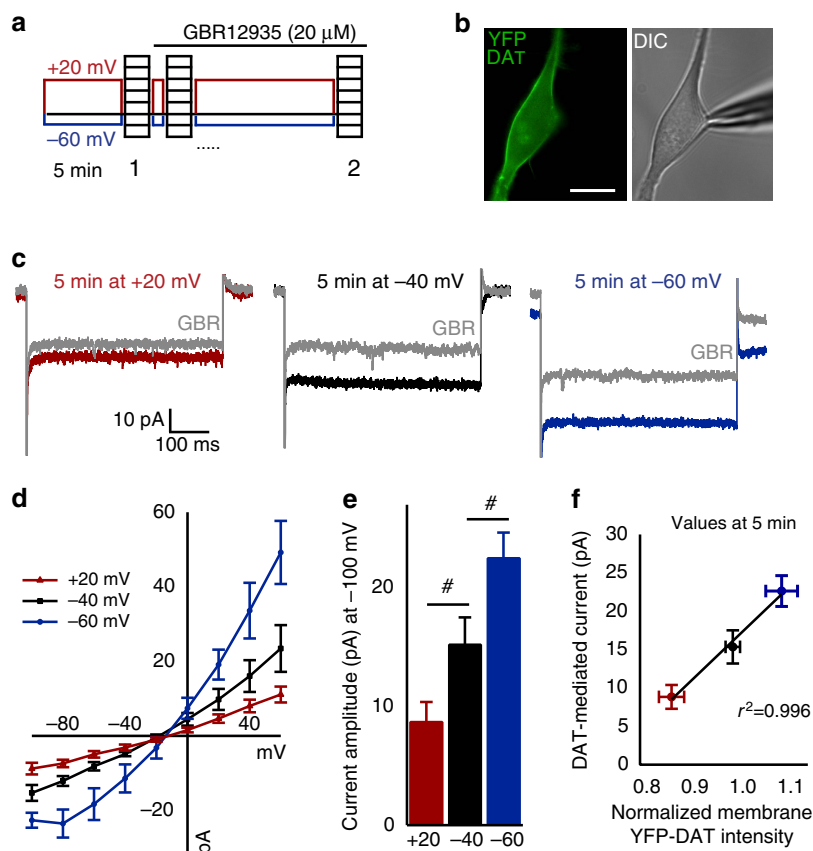 a
GBR12935 (20 μM)
+20 mV
–60 mV
5 min
1
.....
2
b
YFP
DAT
DIC
c
5 min at +20 mV
5 min at –40 mV
5 min at –60 mV
GBR
GBR
GBR
10 pA
100 ms
d
60
40
20
–20
–80
–40
40
mV
pA
+20 mV
–40 mV
–60 mV
e
Current amplitude (pA) at –100 mV
20
10
0
#
#
+20
–40
–60
f
Values at 5 min
DAT-mediated current (pA)
30
25
20
15
10
5
0
r²=0.996
0.8
0.9
1.0
1.1
Normalized membrane
YFP-DAT intensity